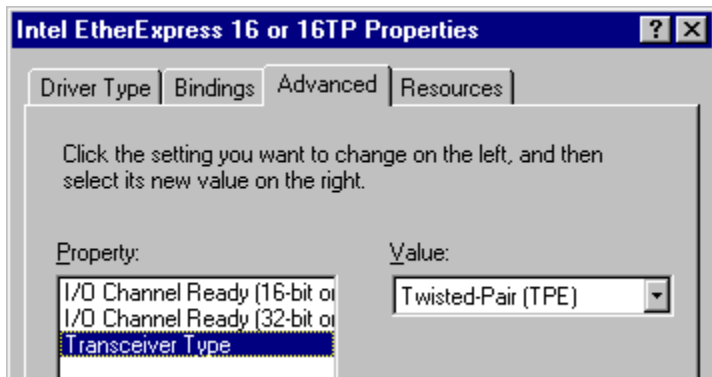 Intel EtherExpress 16 or 16TP Properties
Driver Type Bindings Advanced Resources
Click the setting you want to change on the left, and then
select its new value on the right.
Property: Value:
I/O Channel Ready (16-bit or Twisted-Pair (TPE)
I/O Channel Ready (32-bit or
Transceiver Type